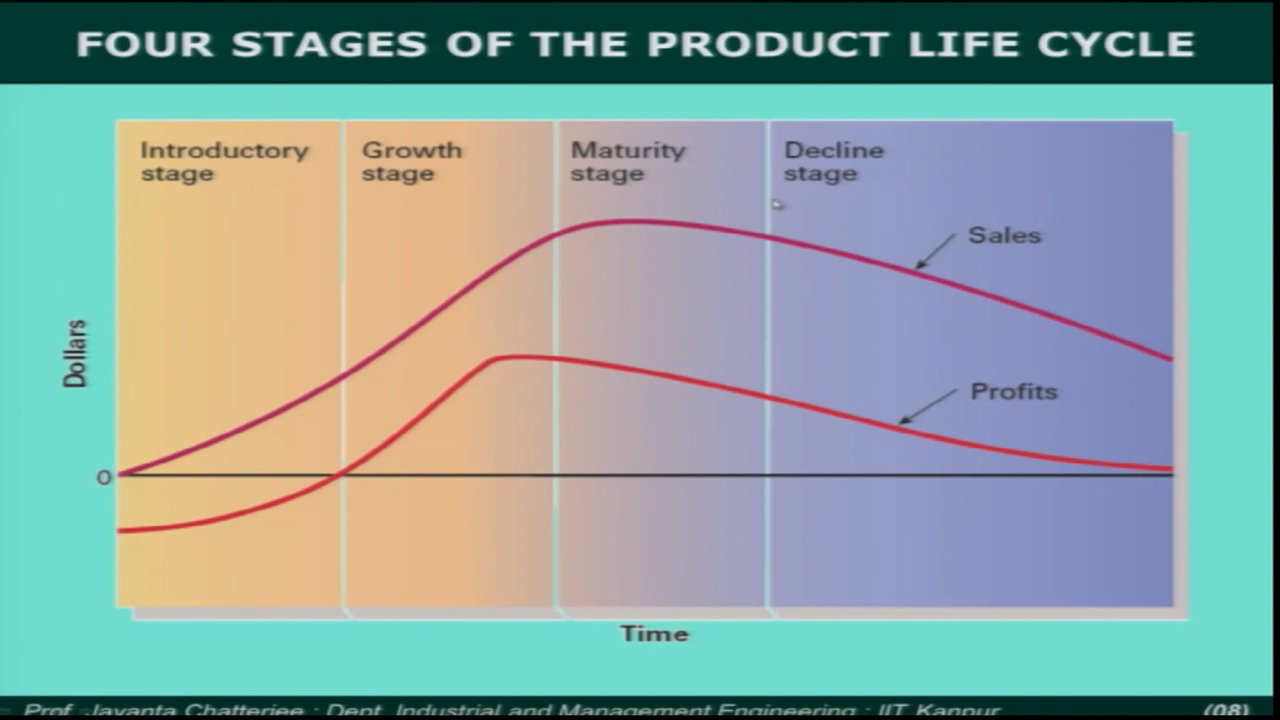 FOUR STAGES OF THE PRODUCT LIFE CYCLE
Introductory
stage
Growth
stage
Maturity
stage
Decline
stage
Sales
Dollars
Profits
0
Time
Prof. Jayanta Chatterjee : Dept. Industrial and Management Engineering : IIT Kanpur
(08)